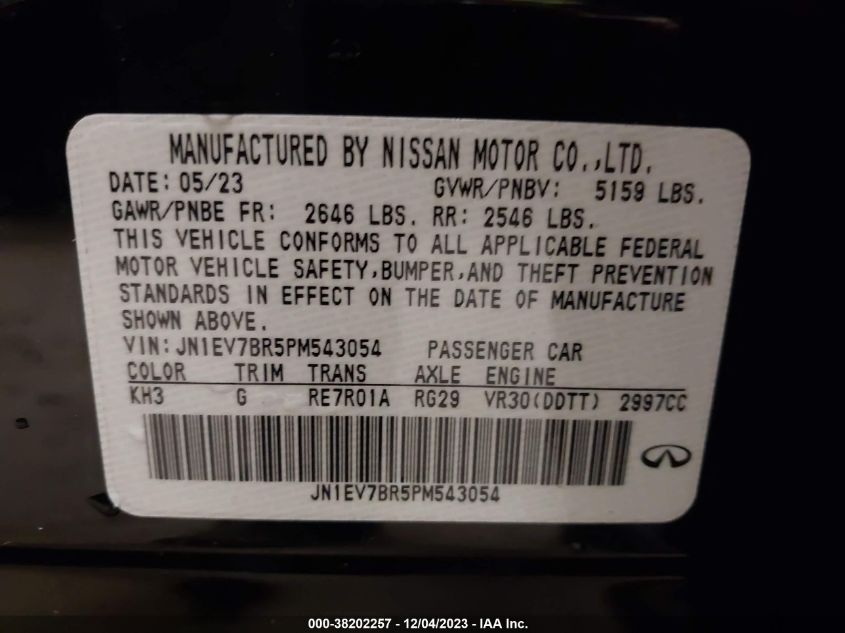 MANUFACTURED BY NISSAN MOTOR CO.,LTD.
DATE: 05/23 GVWR/PNBV: 5159 LBS.
GAWR/PNBE FR: 2646 LBS. RR: 2546 LBS.
THIS VEHICLE CONFORMS TO ALL APPLICABLE FEDERAL
MOTOR VEHICLE SAFETY,BUMPER,AND THEFT PREVENTION
STANDARDS IN EFFECT ON THE DATE OF MANUFACTURE
SHOWN ABOVE.
VIN: JN1EV7BR5PM543054 PASSENGER CAR
COLOR TRIM TRANS AXLE ENGINE
KH3 G RE7R01A RG29 VR30(DDTT) 2997CC
JN1EV7BR5PM543054
000-38202257 - 12/04/2023 - IAA Inc.